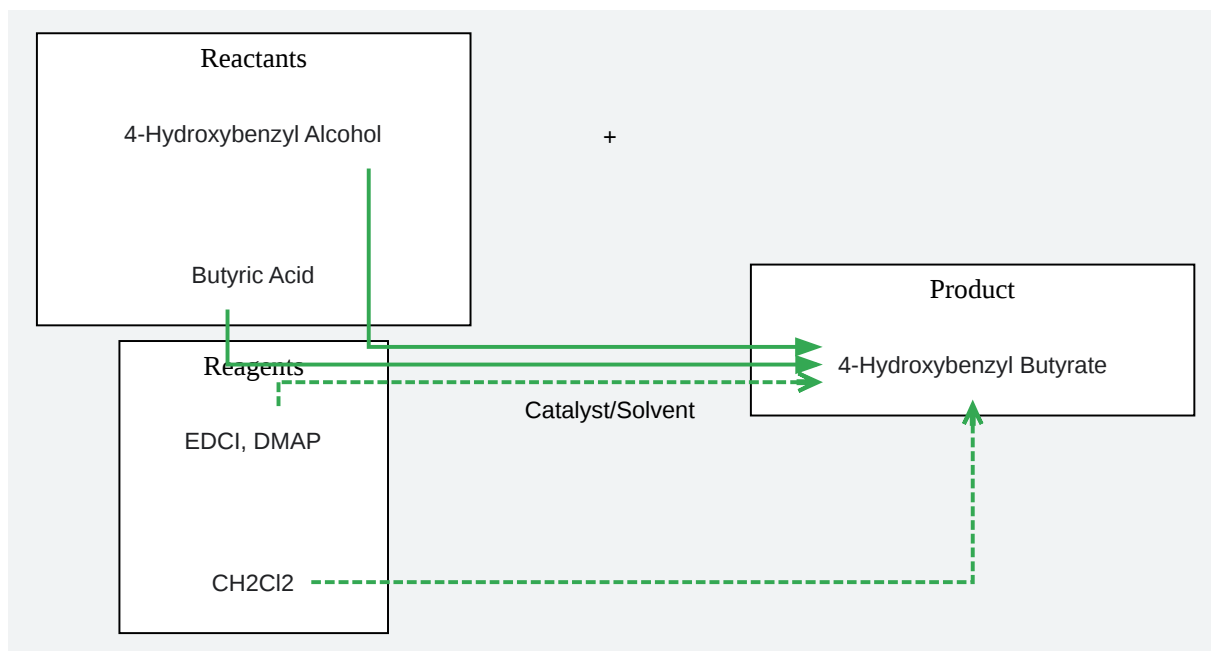 Reactants
4-Hydroxybenzyl Alcohol
+
Butyric Acid
Product
Reagents
4-Hydroxybenzyl Butyrate
Catalyst/Solvent
EDCI, DMAP
CH2Cl2